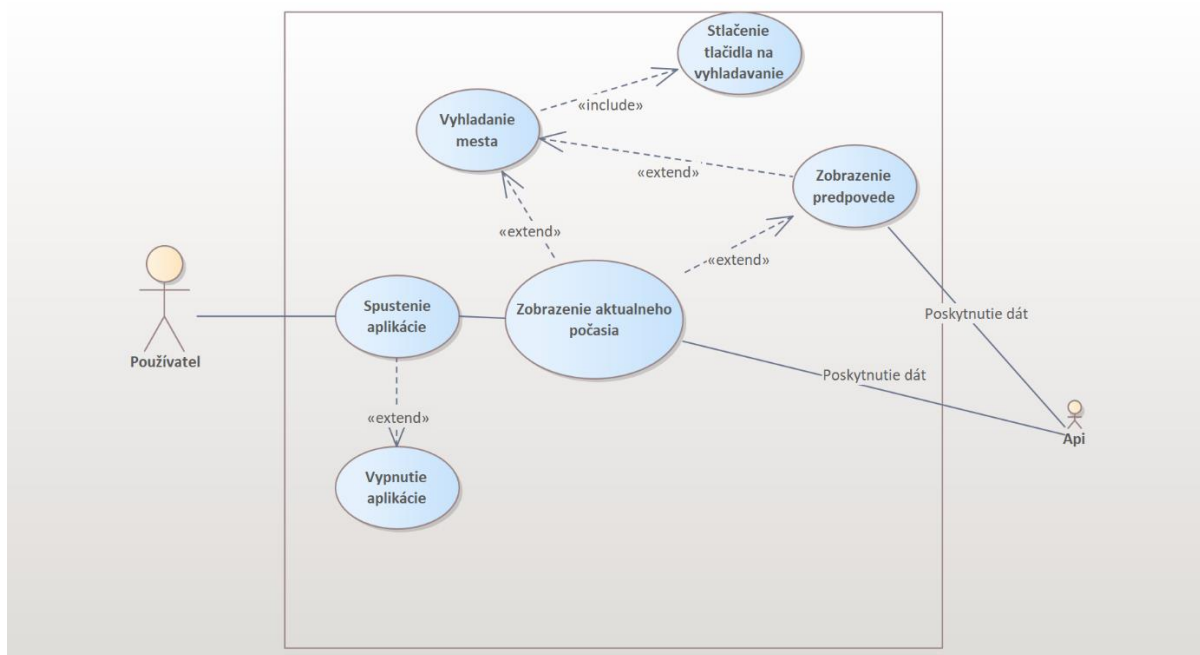 Stlačenie
tlačidla na
vyhladavanie
«include»
Vyhladanie
mesta
«extend»
Zobrazenie
predpovede
«extend»
«extend»
Spustenie
aplikácie
Zobrazenie aktualneho
počasia
Poskytnutie dát
Používatel
Poskytnutie dát
«extend»
Api
Vypnutie
aplikácie